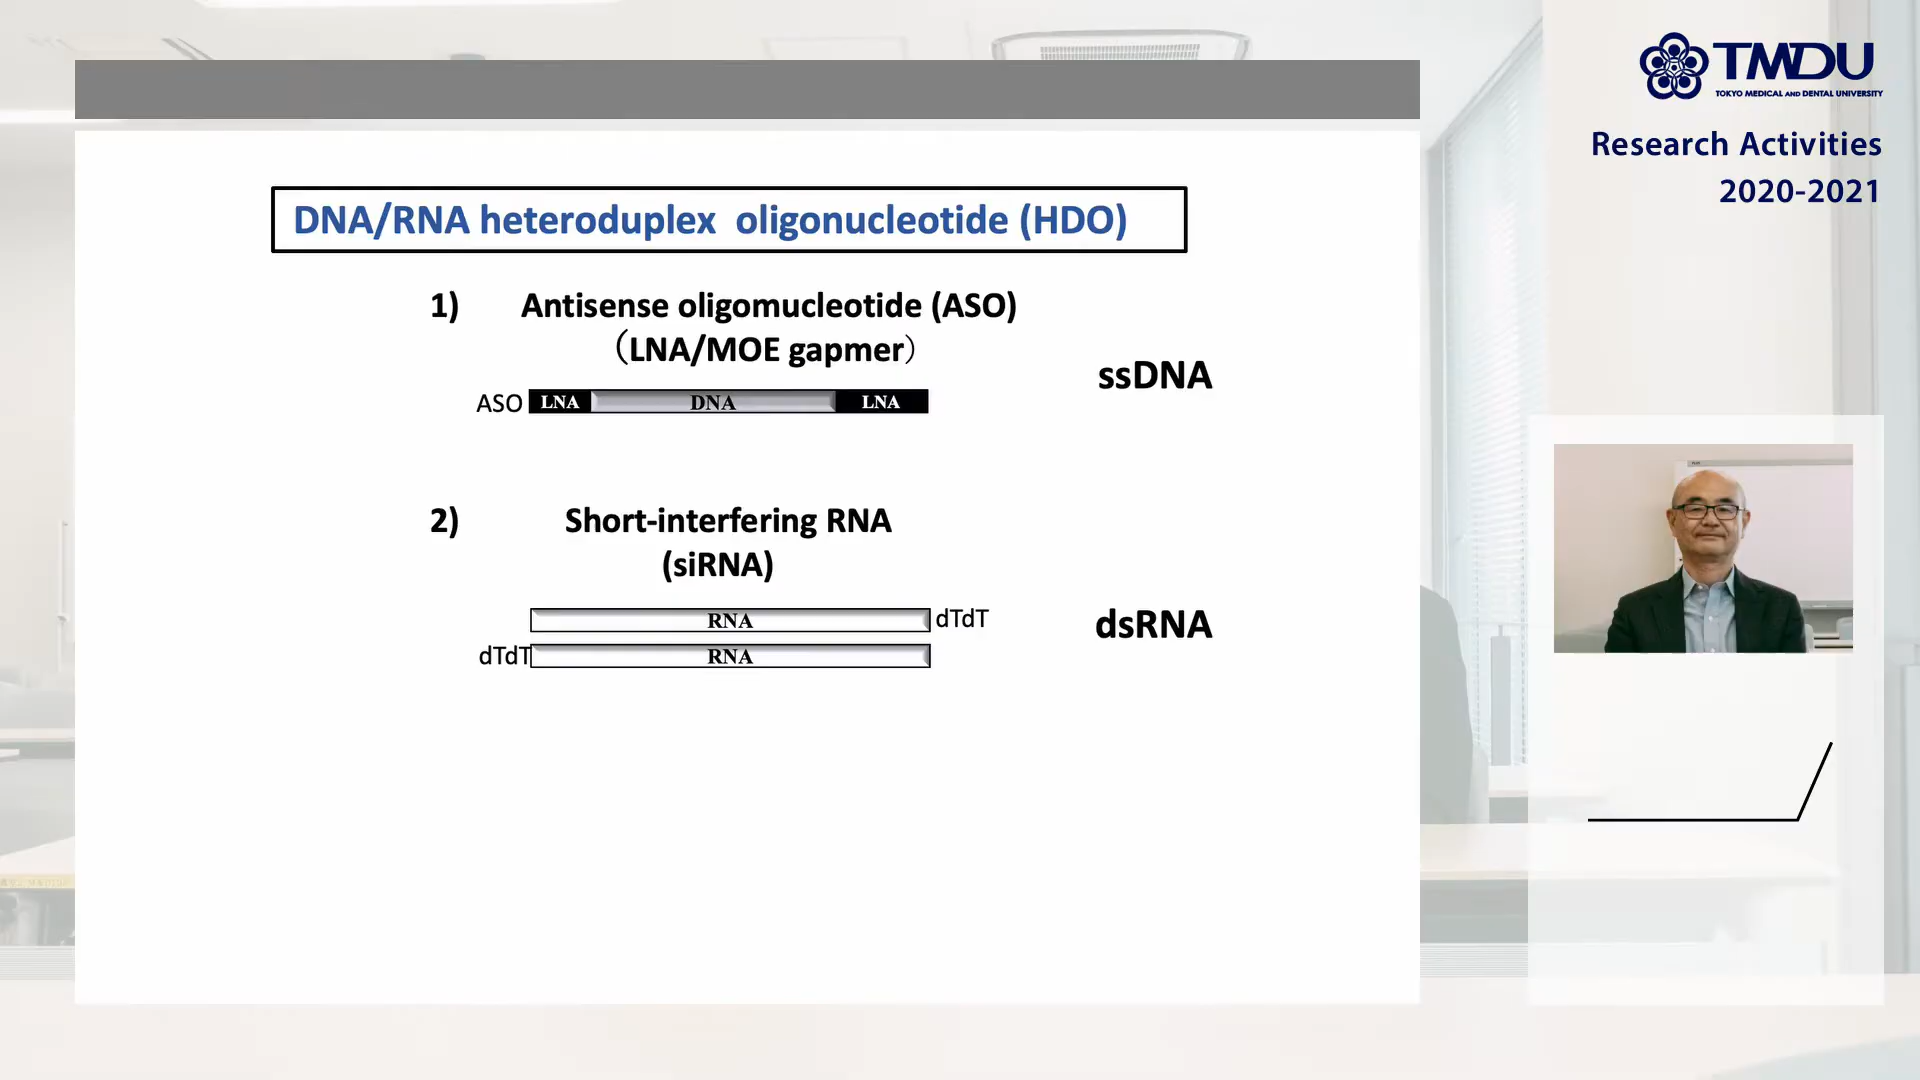 TMDU
TOKYO MEDICAL AND DENTAL UNIVERSITY
Research Activities
2020-2021
DNA/RNA heteroduplex oligonucleotide (HDO)
1) Antisense oligomucleotide (ASO)
（LNA/MOE gapmer）
ssDNA
ASO LNA DNA LNA
2) Short-interfering RNA
(siRNA)
RNA dTdT
dsRNA
dTdT RNA